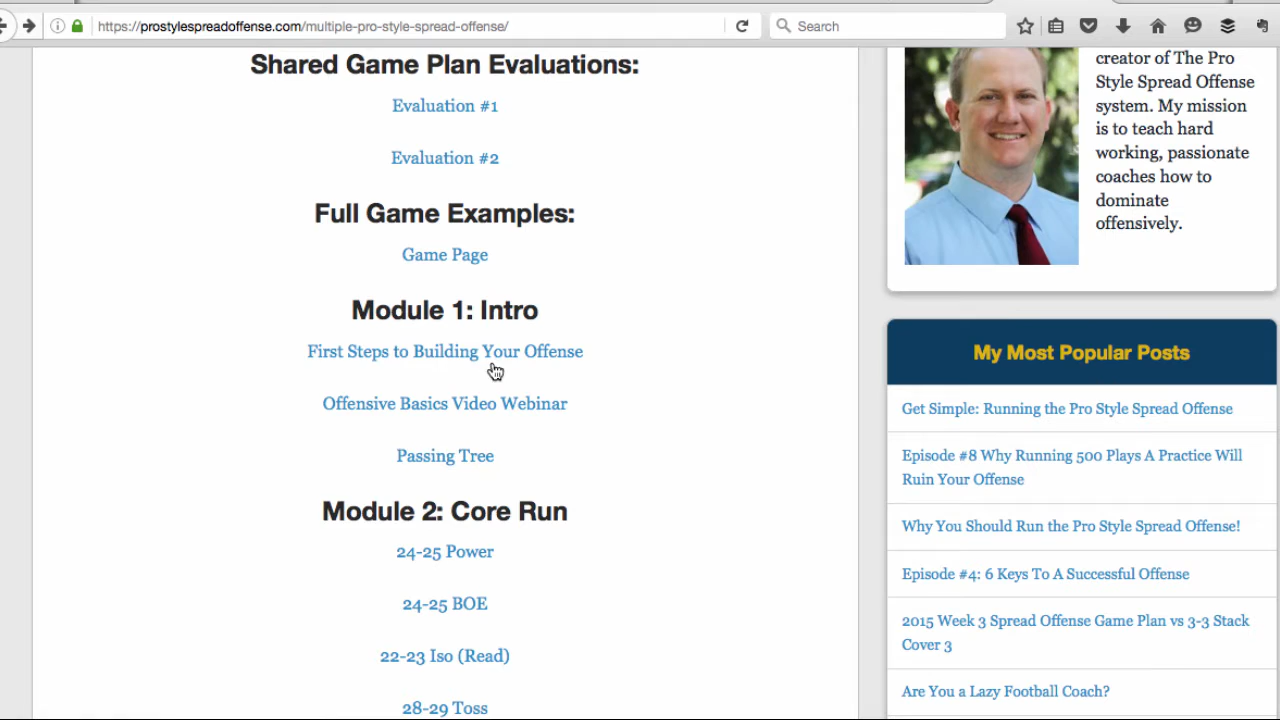 https://prostylespreadoffense.com/multiple-pro-style-spread-offense/
Search
Shared Game Plan Evaluations:
Evaluation #1
Evaluation #2
Full Game Examples:
Game Page
Module 1: Intro
First Steps to Building Your Offense
Offensive Basics Video Webinar
Passing Tree
Module 2: Core Run
24-25 Power
24-25 BOE
22-23 Iso (Read)
28-29 Toss
creator of The Pro
Style Spread Offense
system. My mission
is to teach hard
working, passionate
coaches how to
dominate
offensively.
My Most Popular Posts
Get Simple: Running the Pro Style Spread Offense
Episode #8 Why Running 500 Plays A Practice Will
Ruin Your Offense
Why You Should Run the Pro Style Spread Offense!
Episode #4: 6 Keys To A Successful Offense
2015 Week 3 Spread Offense Game Plan vs 3-3 Stack
Cover 3
Are You a Lazy Football Coach?